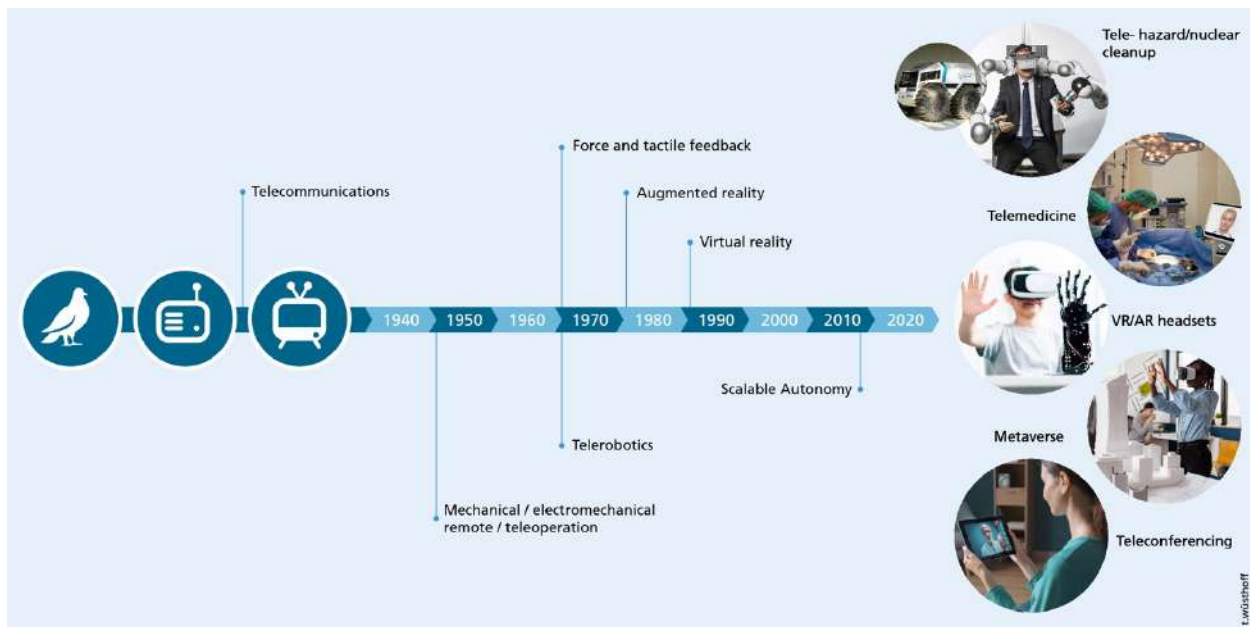 Tele- hazard/nuclear
cleanup
Force and tactile feedback
Telecommunications
Augmented reality
Telemedicine
Virtual reality
1940 1950 1960 1970 1980 1990 2000 2010 2020
VR/AR headsets
Scalable Autonomy
Metaverse
Telerobotics
Mechanical / electromechanical
remote / teleoperation
Teleconferencing
t.wüsthoff